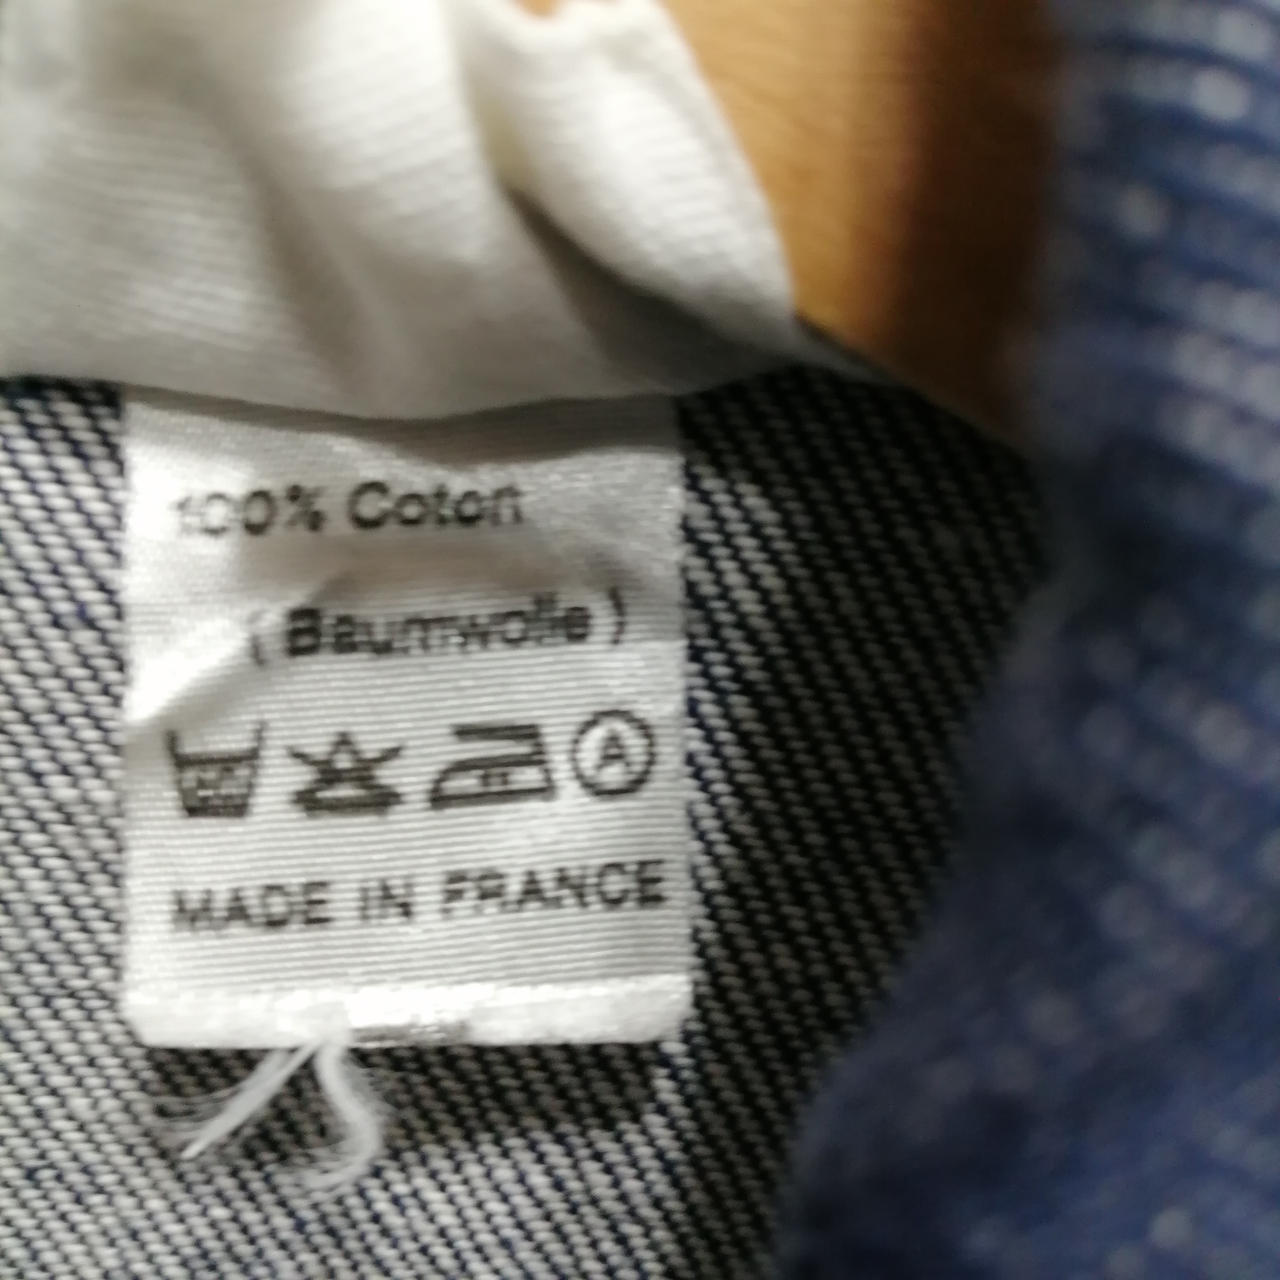 100% Coton
(Baumwolle)
A
MADE IN FRANCE